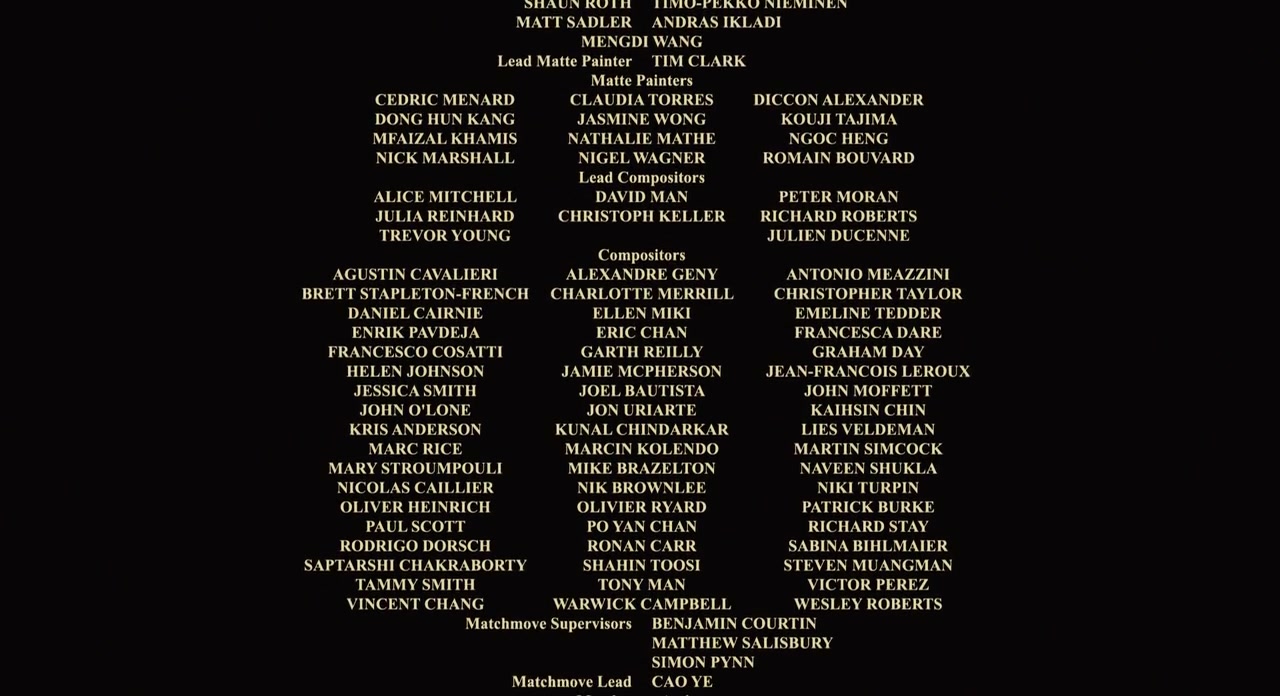 SHAUN ROTH TIMO-PEKKO NIEMINEN
MATT SADLER ANDRAS IKLADI
MENGDI WANG
Lead Matte Painter TIM CLARK
Matte Painters
CEDRIC MENARD CLAUDIA TORRES DICCON ALEXANDER
DONG HUN KANG JASMINE WONG KOUJI TAJIMA
MFAIZAL KHAMIS NATHALIE MATHE NGOC HENG
NICK MARSHALL NIGEL WAGNER ROMAIN BOUVARD
Lead Compositors
ALICE MITCHELL DAVID MAN PETER MORAN
JULIA REINHARD CHRISTOPH KELLER RICHARD ROBERTS
TREVOR YOUNG JULIEN DUCENNE
Compositors
AGUSTIN CAVALIERI ALEXANDRE GENY ANTONIO MEAZZINI
BRETT STAPLETON-FRENCH CHARLOTTE MERRILL CHRISTOPHER TAYLOR
DANIEL CAIRNIE ELLEN MIKI EMELINE TEDDER
ENRIK PAVDEJA ERIC CHAN FRANCESCA DARE
FRANCESCO COSATTI GARTH REILLY GRAHAM DAY
HELEN JOHNSON JAMIE MCPHERSON JEAN-FRANCOIS LEROUX
JESSICA SMITH JOEL BAUTISTA JOHN MOFFETT
JOHN O'LONE JON URIARTE KAIHSIN CHIN
KRIS ANDERSON KUNAL CHINDARKAR LIES VELDEMAN
MARC RICE MARCIN KOLENDO MARTIN SIMCOCK
MARY STROUMPOULI MIKE BRAZELTON NAVEEN SHUKLA
NICOLAS CAILLIER NIK BROWNLEE NIKI TURPIN
OLIVER HEINRICH OLIVIER RYARD PATRICK BURKE
PAUL SCOTT PO YAN CHAN RICHARD STAY
RODRIGO DORSCH RONAN CARR SABINA BIHLMAIER
SAPTARSHI CHAKRABORTY SHAHIN TOOSI STEVEN MUANGMAN
TAMMY SMITH TONY MAN VICTOR PEREZ
VINCENT CHANG WARWICK CAMPBELL WESLEY ROBERTS
Matchmove Supervisors BENJAMIN COURTIN
MATTHEW SALISBURY
SIMON PYNN
Matchmove Lead CAO YE